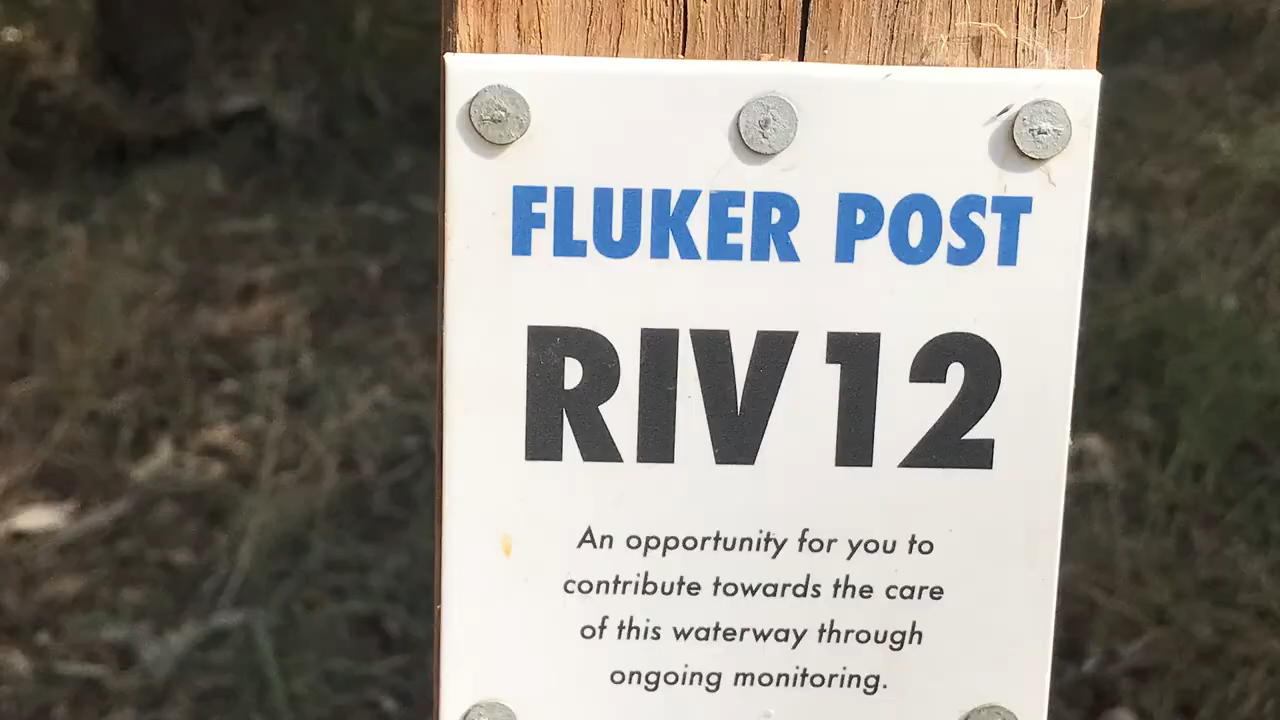 FLUKER POST
RIV 12
An opportunity for you to
contribute towards the care
of this waterway through
ongoing monitoring.